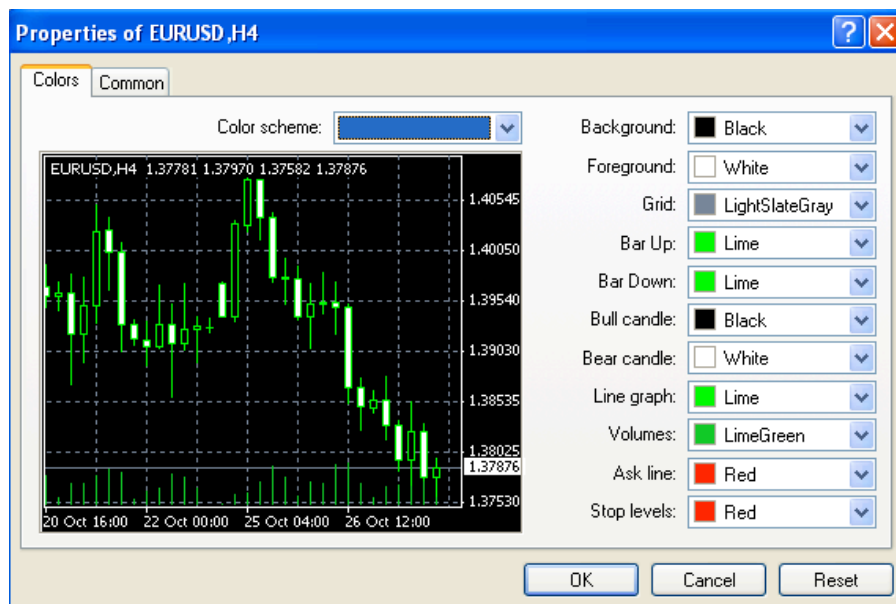 Properties of EURUSD,H4
Colors
Common
Color scheme:
EURUSD,H4 1.37781 1.37970 1.37582 1.37876
1.40545
1.40050
1.39540
1.39030
1.38535
1.38025
1.37876
1.37530
20 Oct 16:00 22 Oct 00:00 25 Oct 04:00 26 Oct 12:00
Background: Black
Foreground: White
Grid: LightSlateGray
Bar Up: Lime
Bar Down: Lime
Bull candle: Black
Bear candle: White
Line graph: Lime
Volumes: LimeGreen
Ask line: Red
Stop levels: Red
OK Cancel Reset